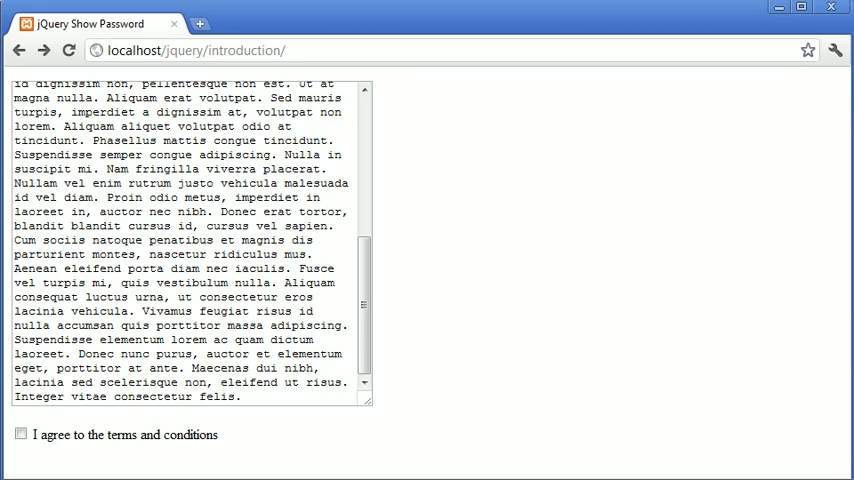 jQuery Show Password
localhost/jquery/introduction/
id dignissim non, pellentesque non est. Ut at
magna nulla. Aliquam erat volutpat. Sed mauris
turpis, imperdiet a dignissim at, volutpat non
lorem. Aliquam aliquet volutpat odio at
tincidunt. Phasellus mattis congue tincidunt.
Suspendisse semper congue adipiscing. Nulla in
suscipit mi. Nam fringilla viverra placerat.
Nullam vel enim rutrum justo vehicula malesuada
id vel diam. Proin odio metus, imperdiet in
laoreet in, auctor nec nibh. Donec erat tortor,
blandit blandit cursus id, cursus vel sapien.
Cum sociis natoque penatibus et magnis dis
parturient montes, nascetur ridiculus mus.
Aenean eleifend porta diam nec iaculis. Fusce
vel turpis mi, quis vestibulum nulla. Aliquam
consequat luctus urna, ut consectetur eros
lacinia vehicula. Vivamus feugiat risus id
nulla accumsan quis porttitor massa adipiscing.
Suspendisse elementum lorem ac quam dictum
laoreet. Donec nunc purus, auctor et elementum
eget, porttitor at ante. Maecenas dui nibh,
lacinia sed scelerisque non, eleifend ut risus.
Integer vitae consectetur felis.
I agree to the terms and conditions